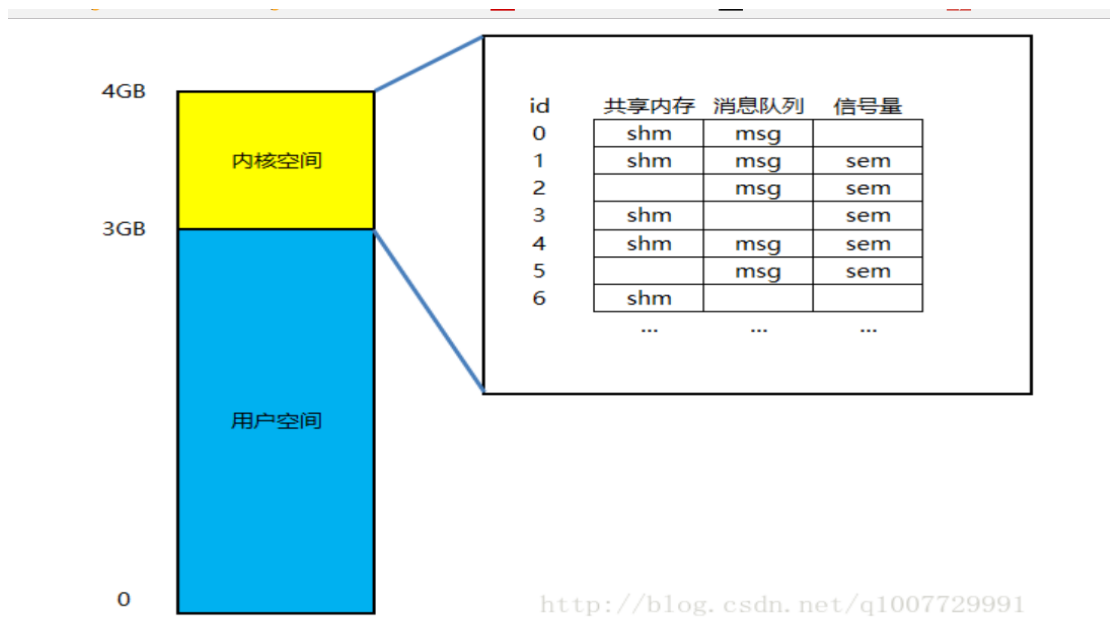 4GB
内核空间
3GB
用户空间
0
id 共享内存 消息队列 信号量
0 shm msg
1 shm msg sem
2 msg sem
3 shm sem
4 shm msg sem
5 msg sem
6 shm
... ... ...
http://blog.csdn.net/q1007729991